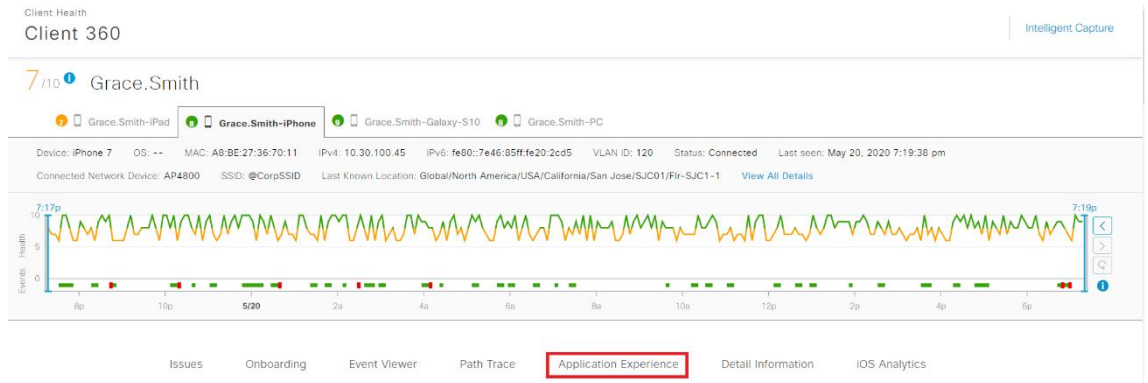 Client Health
Client 360
Intelligent Capture
7/10 i Grace.Smith
7 Grace.Smith-iPad 8 Grace.Smith-iPhone 9 Grace.Smith-Galaxy-S10 8 Grace.Smith-PC
Device: iPhone 7 OS: -- MAC: A8:BE:27:36:70:11 IPv4: 10.30.100.45 IPv6: fe80::7e46:85ff:fe20:2cd5 VLAN ID: 120 Status: Connected Last seen: May 20, 2020 7:19:38 pm
Connected Network Device: AP4800 SSID: @CorpSSID Last Known Location: Global/North America/USA/California/San Jose/SJC01/Flr-SJC1-1 View All Details
7:17p 7:19p
10
5
0
Health
Events
8p 10p 5/20 2a 4a 6a 8a 10a 12p 2p 4p 6p
Issues Onboarding Event Viewer Path Trace Application Experience Detail Information iOS Analytics